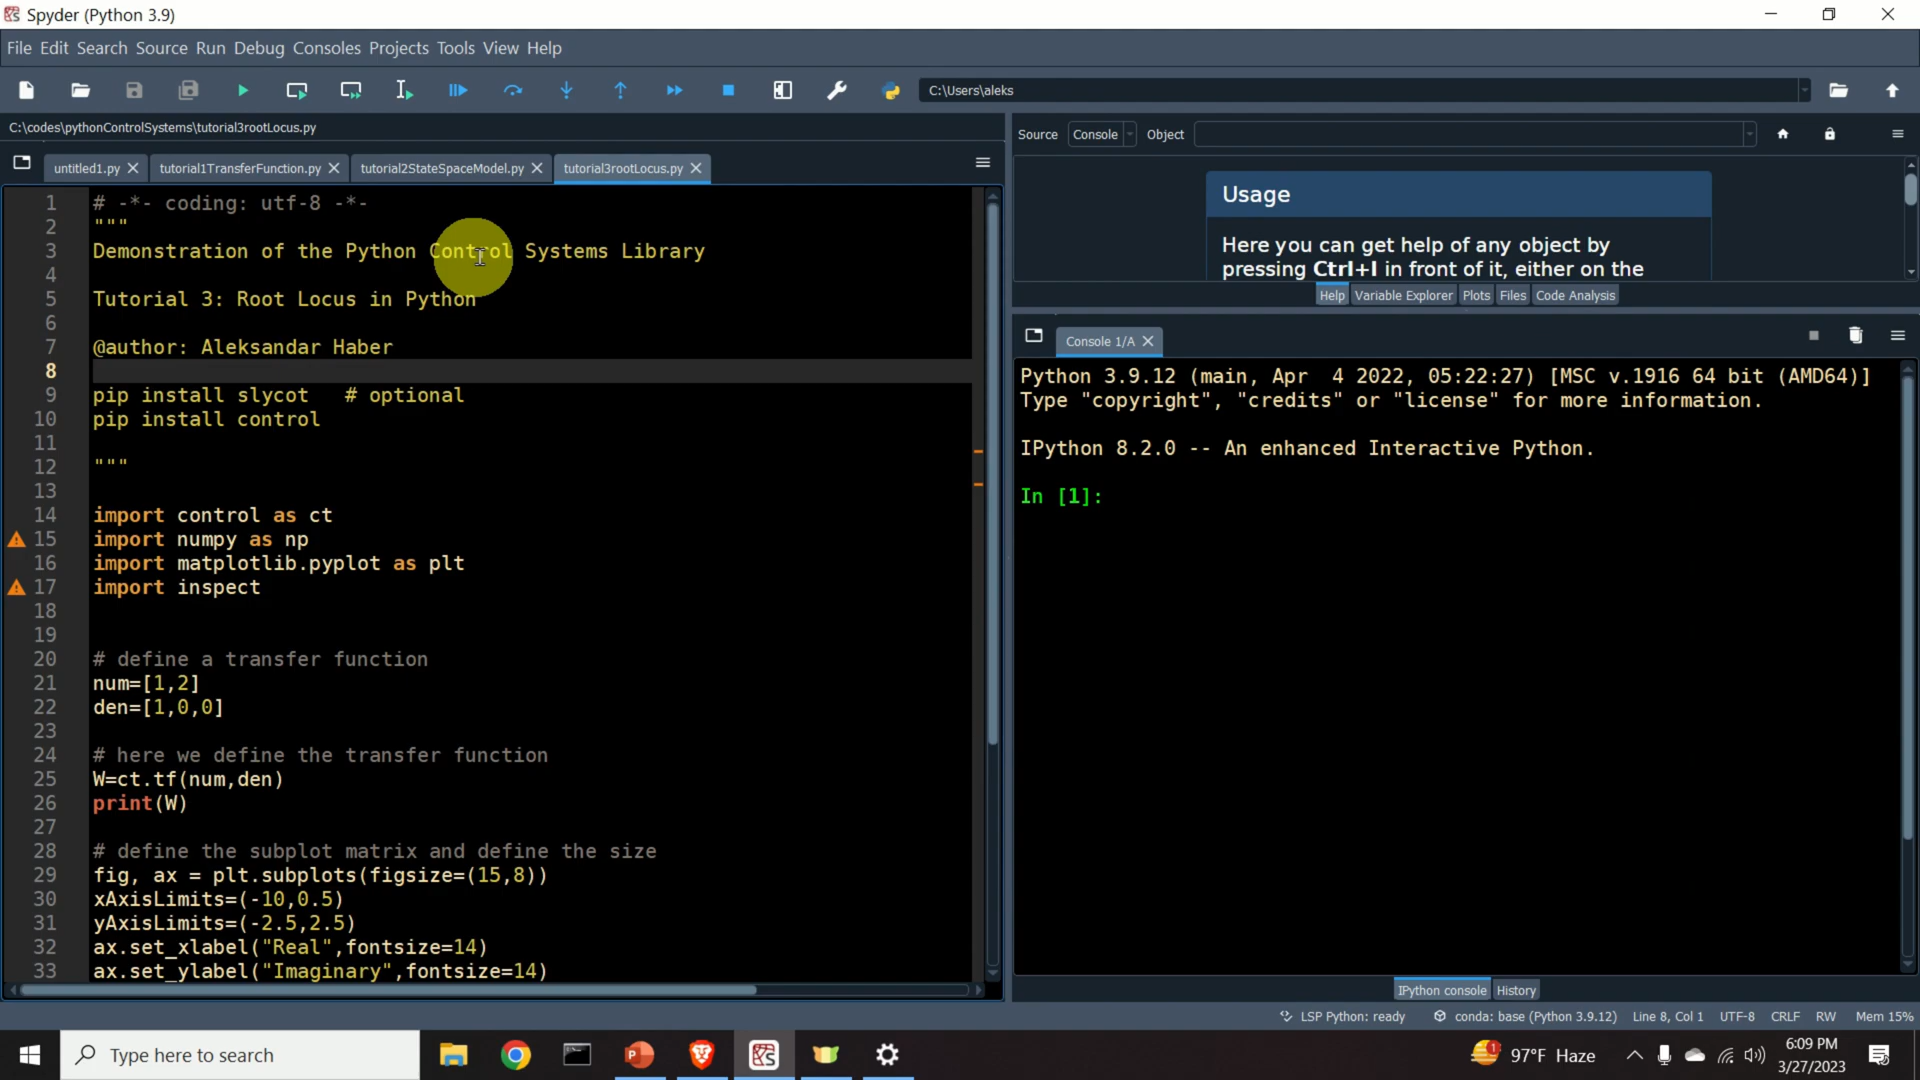 Spyder (Python 3.9)
File Edit Search Source Run Debug Consoles Projects Tools View Help
C:\Users\aleks
C:\codes\pythonControlSystems\tutorial3rootLocus.py
untitled1.py
tutorial1TransferFunction.py
tutorial2StateSpaceModel.py
tutorial3rootLocus.py
1 # -*- coding: utf-8 -*-
2 """
3 Demonstration of the Python Control Systems Library
4
5 Tutorial 3: Root Locus in Python
6
7 @author: Aleksandar Haber
8
9 pip install slycot   # optional
10 pip install control
11
12 """
13
14 import control as ct
15 import numpy as np
16 import matplotlib.pyplot as plt
17 import inspect
18
19
20 # define a transfer function
21 num=[1,2]
22 den=[1,0,0]
23
24 # here we define the transfer function
25 W=ct.tf(num,den)
26 print(W)
27
28 # define the subplot matrix and define the size
29 fig, ax = plt.subplots(figsize=(15,8))
30 xAxisLimits=(-10,0.5)
31 yAxisLimits=(-2.5,2.5)
32 ax.set_xlabel("Real",fontsize=14)
33 ax.set_ylabel("Imaginary",fontsize=14)
Source Console Object
Usage
Here you can get help of any object by
pressing Ctrl+I in front of it, either on the
Help Variable Explorer Plots Files Code Analysis
Console 1/A
Python 3.9.12 (main, Apr  4 2022, 05:22:27) [MSC v.1916 64 bit (AMD64)]
Type "copyright", "credits" or "license" for more information.
IPython 8.2.0 -- An enhanced Interactive Python.
In [1]:
IPython console History
LSP Python: ready conda: base (Python 3.9.12) Line 8, Col 1 UTF-8 CRLF RW Mem 15%
Type here to search
1
97°F Haze
6:09 PM
3/27/2023